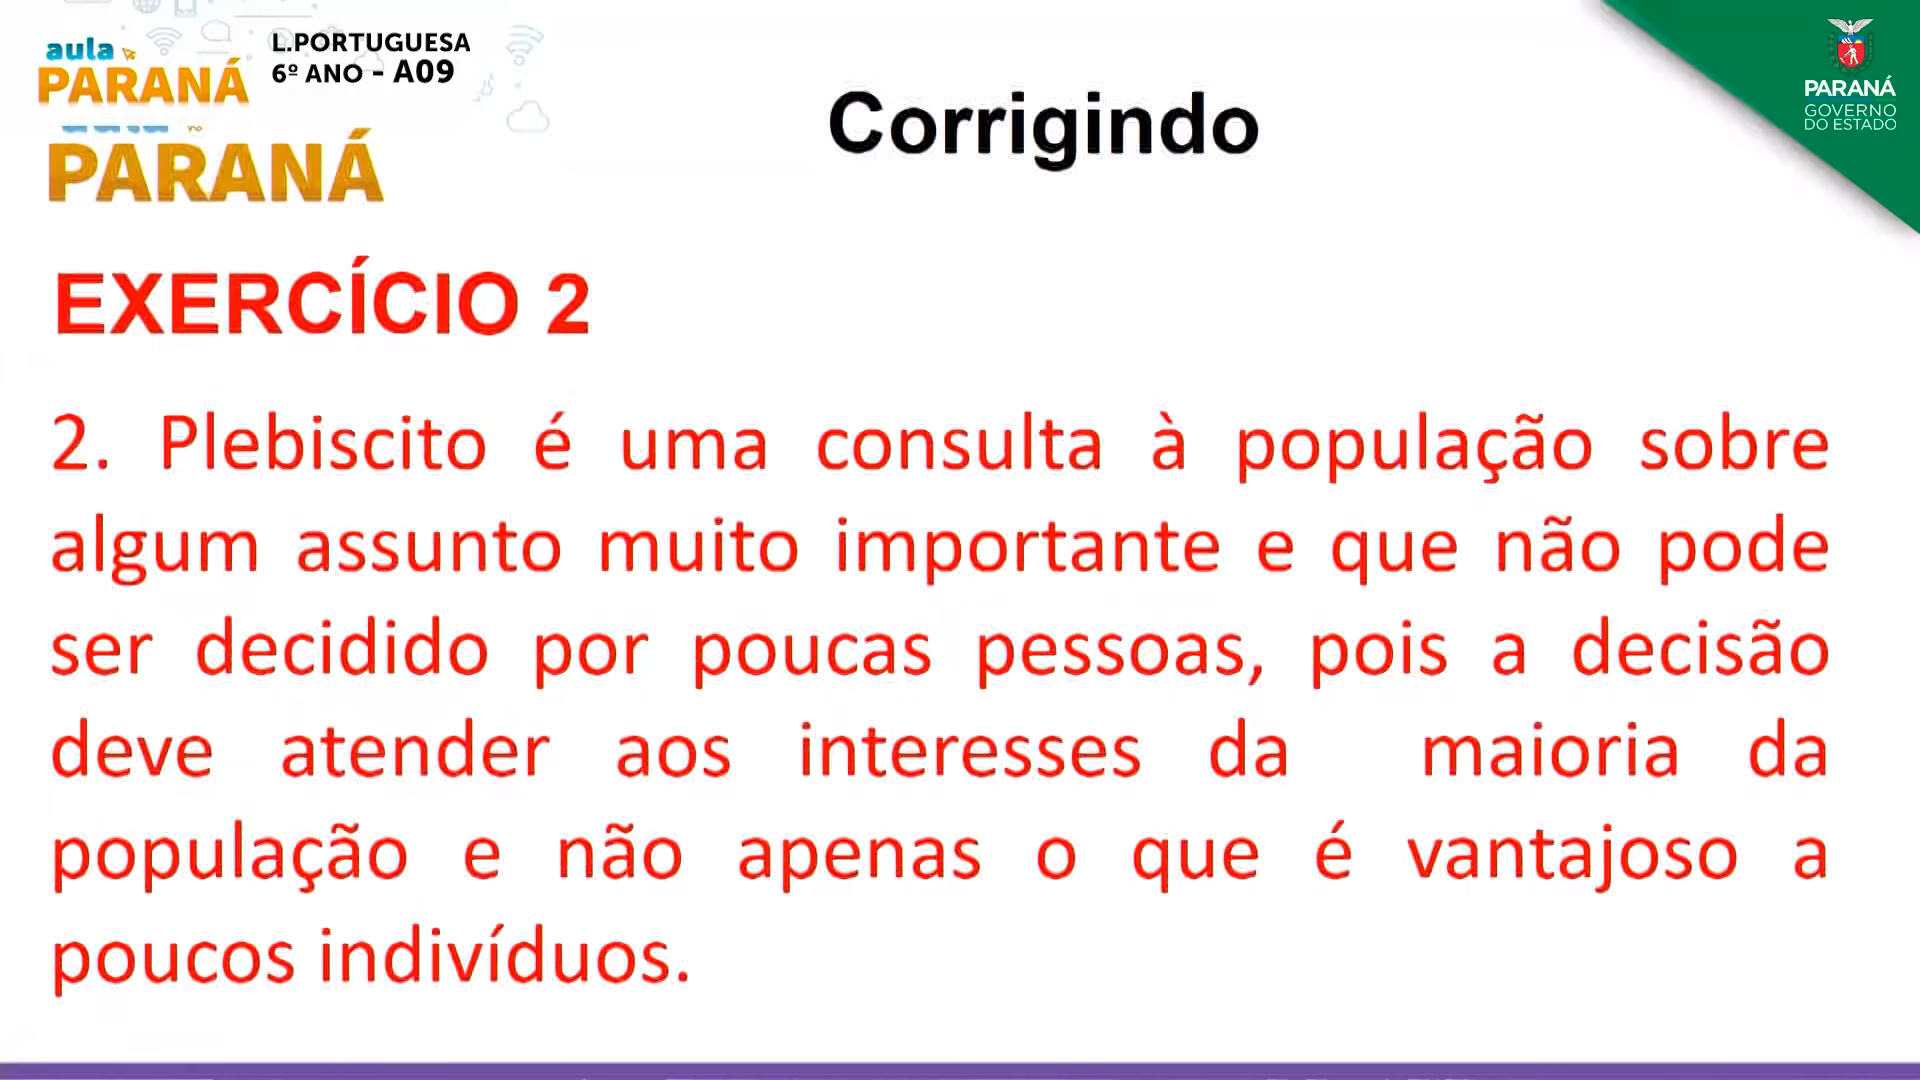 aula
PARANÁ
L.PORTUGUESA
6º ANO - A09
PARANÁ
GOVERNO
DO ESTADO
PARANÁ
Corrigindo
EXERCÍCIO 2
2. Plebiscito é uma consulta à população sobre
algum assunto muito importante e que não pode
ser decidido por poucas pessoas, pois a decisão
deve atender aos interesses da maioria da
população e não apenas o que é vantajoso a
poucos indivíduos.